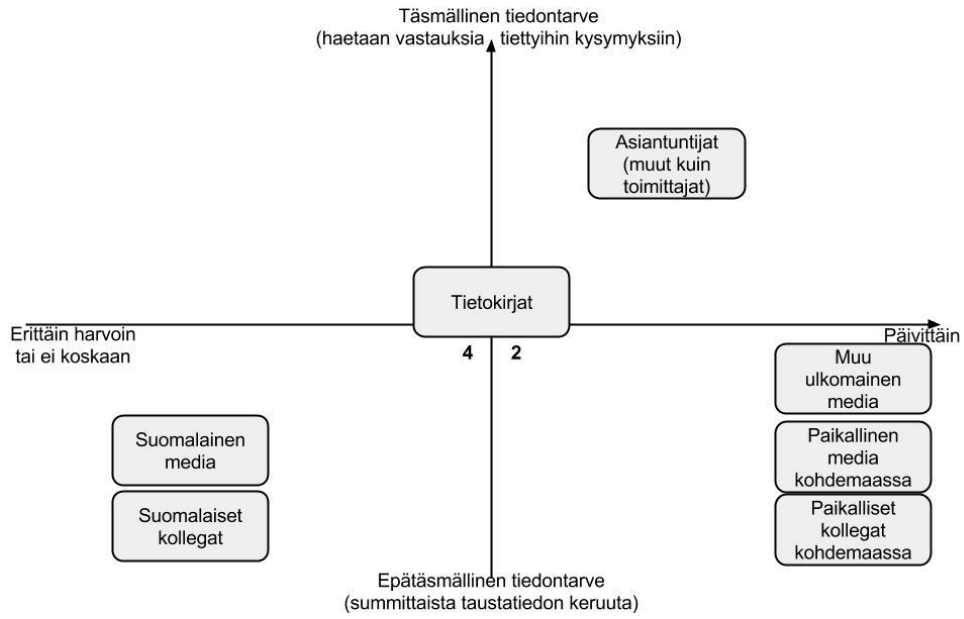 Täsmällinen tiedontarve
(haetaan vastauksia tiettyihin kysymyksiin)
Asiantuntijat
(muut kuin
toimittajat)
Tietokirjat
Erittäin harvoin
tai ei koskaan
Päivittäin
4 2
Muu
ulkomainen
media
Suomalainen
media
Paikallinen
media
kohdemaassa
Suomalaiset
kollegat
Paikalliset
kollegat
kohdemaassa
Epätäsmällinen tiedontarve
(summittaista taustatiedon keruuta)